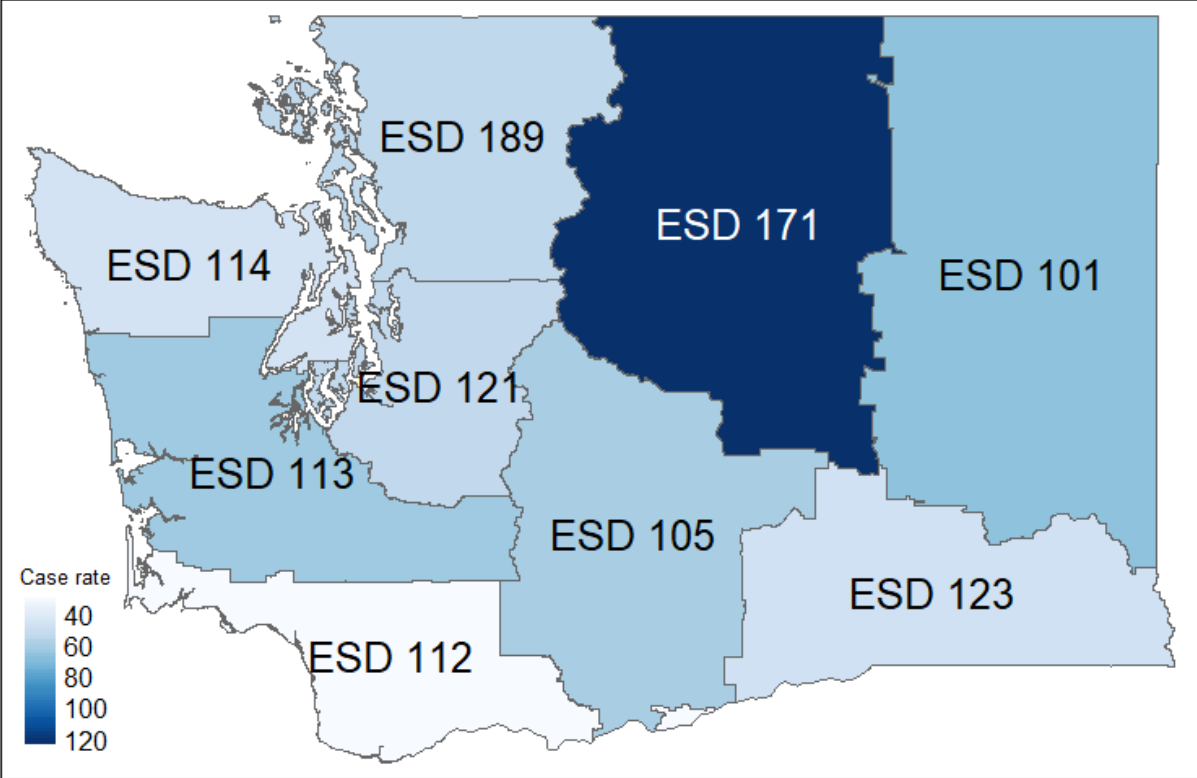 ESD 189
ESD 171
ESD 114
ESD 101
ESD 121
ESD 113
ESD 105
ESD 123
ESD 112
Case rate
40
60
80
100
120